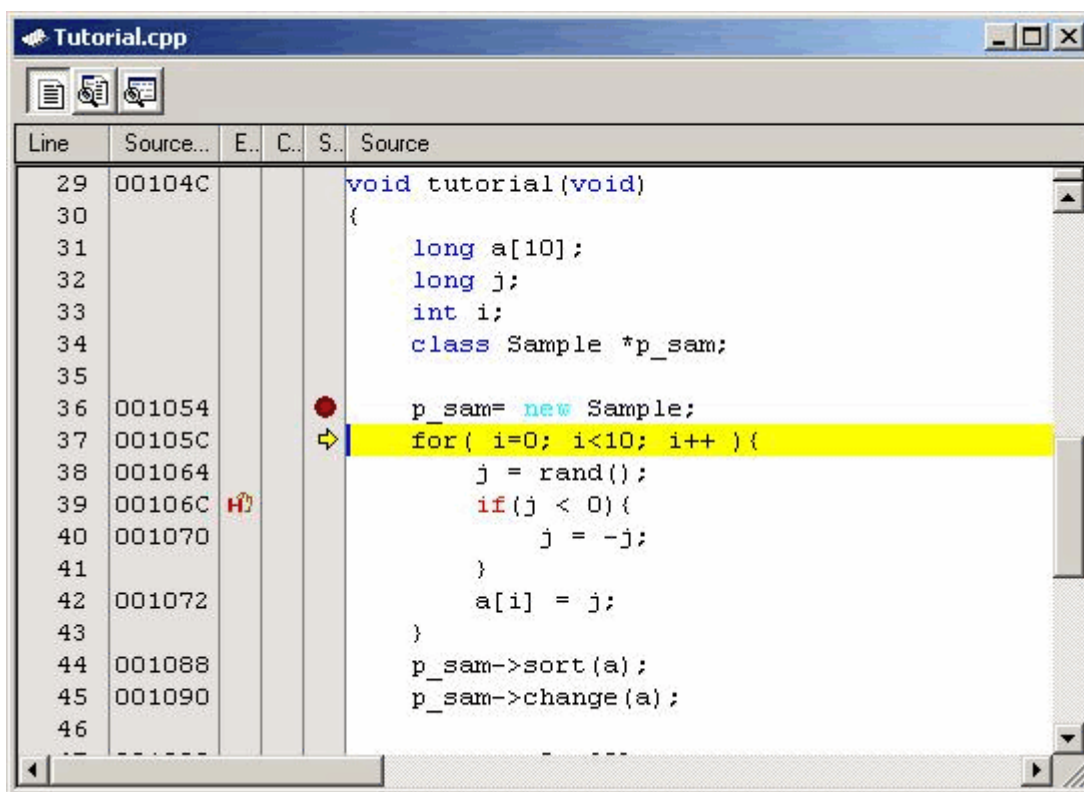 Tutorial.cpp
Line Source... E.. C.. S.. Source
29 00104C void tutorial(void)
30 {
31 long a[10];
32 long j;
33 int i;
34 class Sample *p_sam;
35
36 001054 p_sam= new Sample;
37 00105C for( i=0; i<10; i++ ){
38 001064 j = rand();
39 00106C H if(j < 0){
40 001070 j = -j;
41 }
42 001072 a[i] = j;
43 }
44 001088 p_sam->sort(a);
45 001090 p_sam->change(a);
46